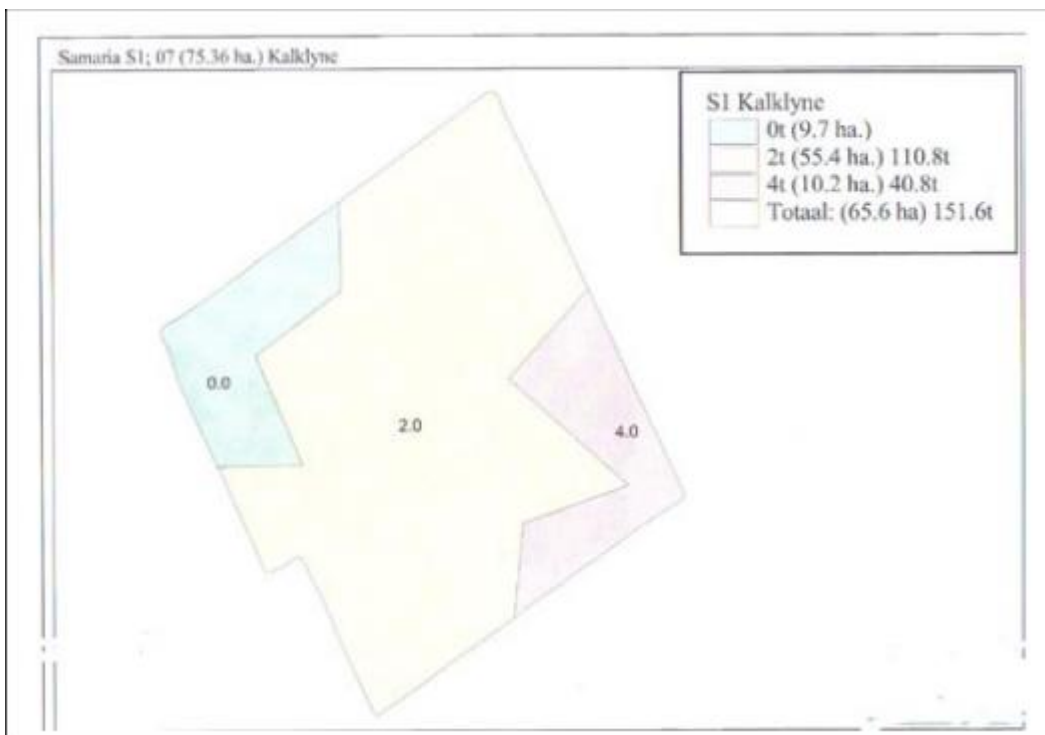 Samaria S1; 07 (75.36 ha.) Kalklyne
S1 Kalklyne
0t (9.7 ha.)
2t (55.4 ha.) 110.8t
4t (10.2 ha.) 40.8t
Totaal: (65.6 ha) 151.6t
0.0
2.0
4.0